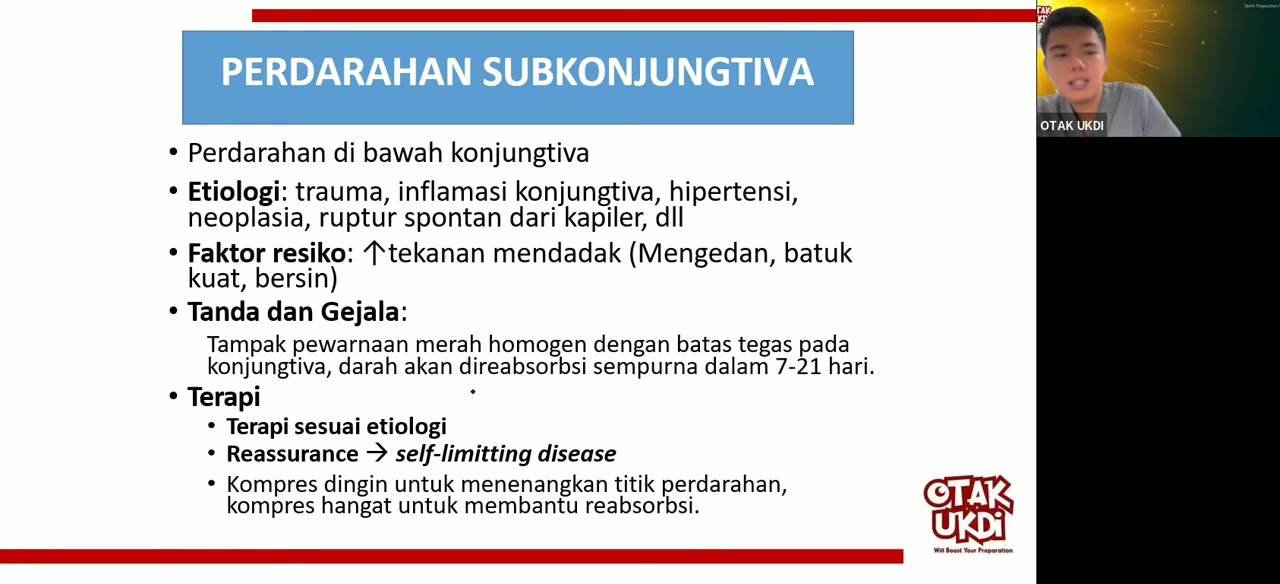 PERDARAHAN SUBKONJUNGTIVA
• Perdarahan di bawah konjungtiva
• Etiologi: trauma, inflamasi konjungtiva, hipertensi,
neoplasia, ruptur spontan dari kapiler, dll
• Faktor resiko: ↑tekanan mendadak (Mengedan, batuk
kuat, bersin)
• Tanda dan Gejala:
Tampak pewarnaan merah homogen dengan batas tegas pada
konjungtiva, darah akan direabsorbsi sempurna dalam 7-21 hari.
• Terapi
• Terapi sesuai etiologi
• Reassurance → self-limitting disease
• Kompres dingin untuk menenangkan titik perdarahan,
kompres hangat untuk membantu reabsorbsi.
OTAK
UKDI
Will Boost Your Preparation
OTAK UKDI